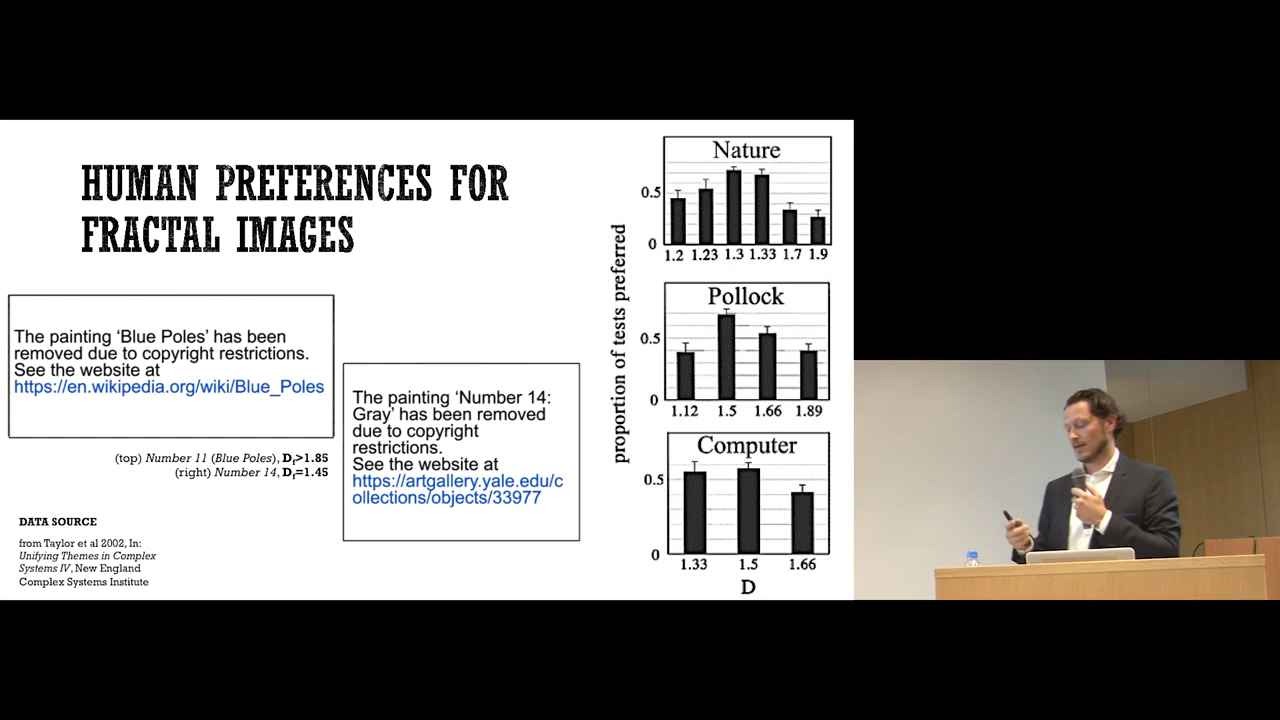 HUMAN PREFERENCES FOR
FRACTAL IMAGES
The painting ‘Blue Poles’ has been
removed due to copyright restrictions.
See the website at
https://en.wikipedia.org/wiki/Blue_Poles
The painting ‘Number 14:
Gray’ has been removed
due to copyright
restrictions.
See the website at
https://artgallery.yale.edu/c
ollections/objects/33977
(top) Number 11 (Blue Poles), Df>1.85
(right) Number 14, Df=1.45
DATA SOURCE
from Taylor et al 2002, In:
Unifying Themes in Complex
Systems IV, New England
Complex Systems Institute
proportion of tests preferred
Nature
0.5
0
1.2 1.23 1.3 1.33 1.7 1.9
Pollock
0.5
0
1.12 1.5 1.66 1.89
Computer
0.5
0
1.33 1.5 1.66
D